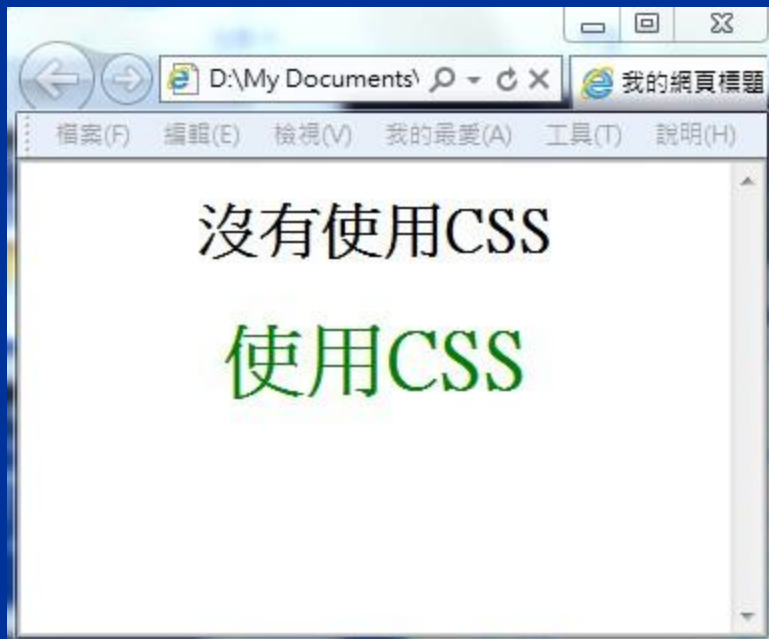 D:\My Documents\ 我的網頁標題
檔案(F) 編輯(E) 檢視(V) 我的最愛(A) 工具(T) 說明(H)
沒有使用CSS
使用CSS